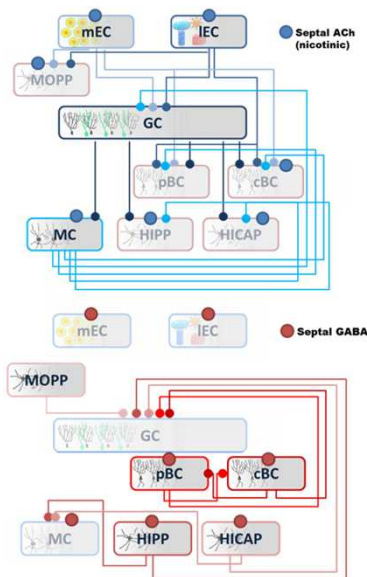 mEC
lEC
Septal ACh
(nicotinic)
MOPP
GC
pBC
cBC
MC
HIPP
HICAP
mEC
lEC
Septal GABA
MOPP
GC
pBC
cBC
MC
HIPP
HICAP